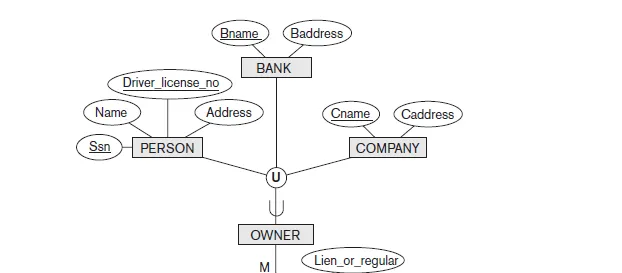 Bname
Baddress
BANK
Driver_license_no
Name
Address
Cname
Caddress
Ssn
PERSON
COMPANY
U
OWNER
M
Lien_or_regular